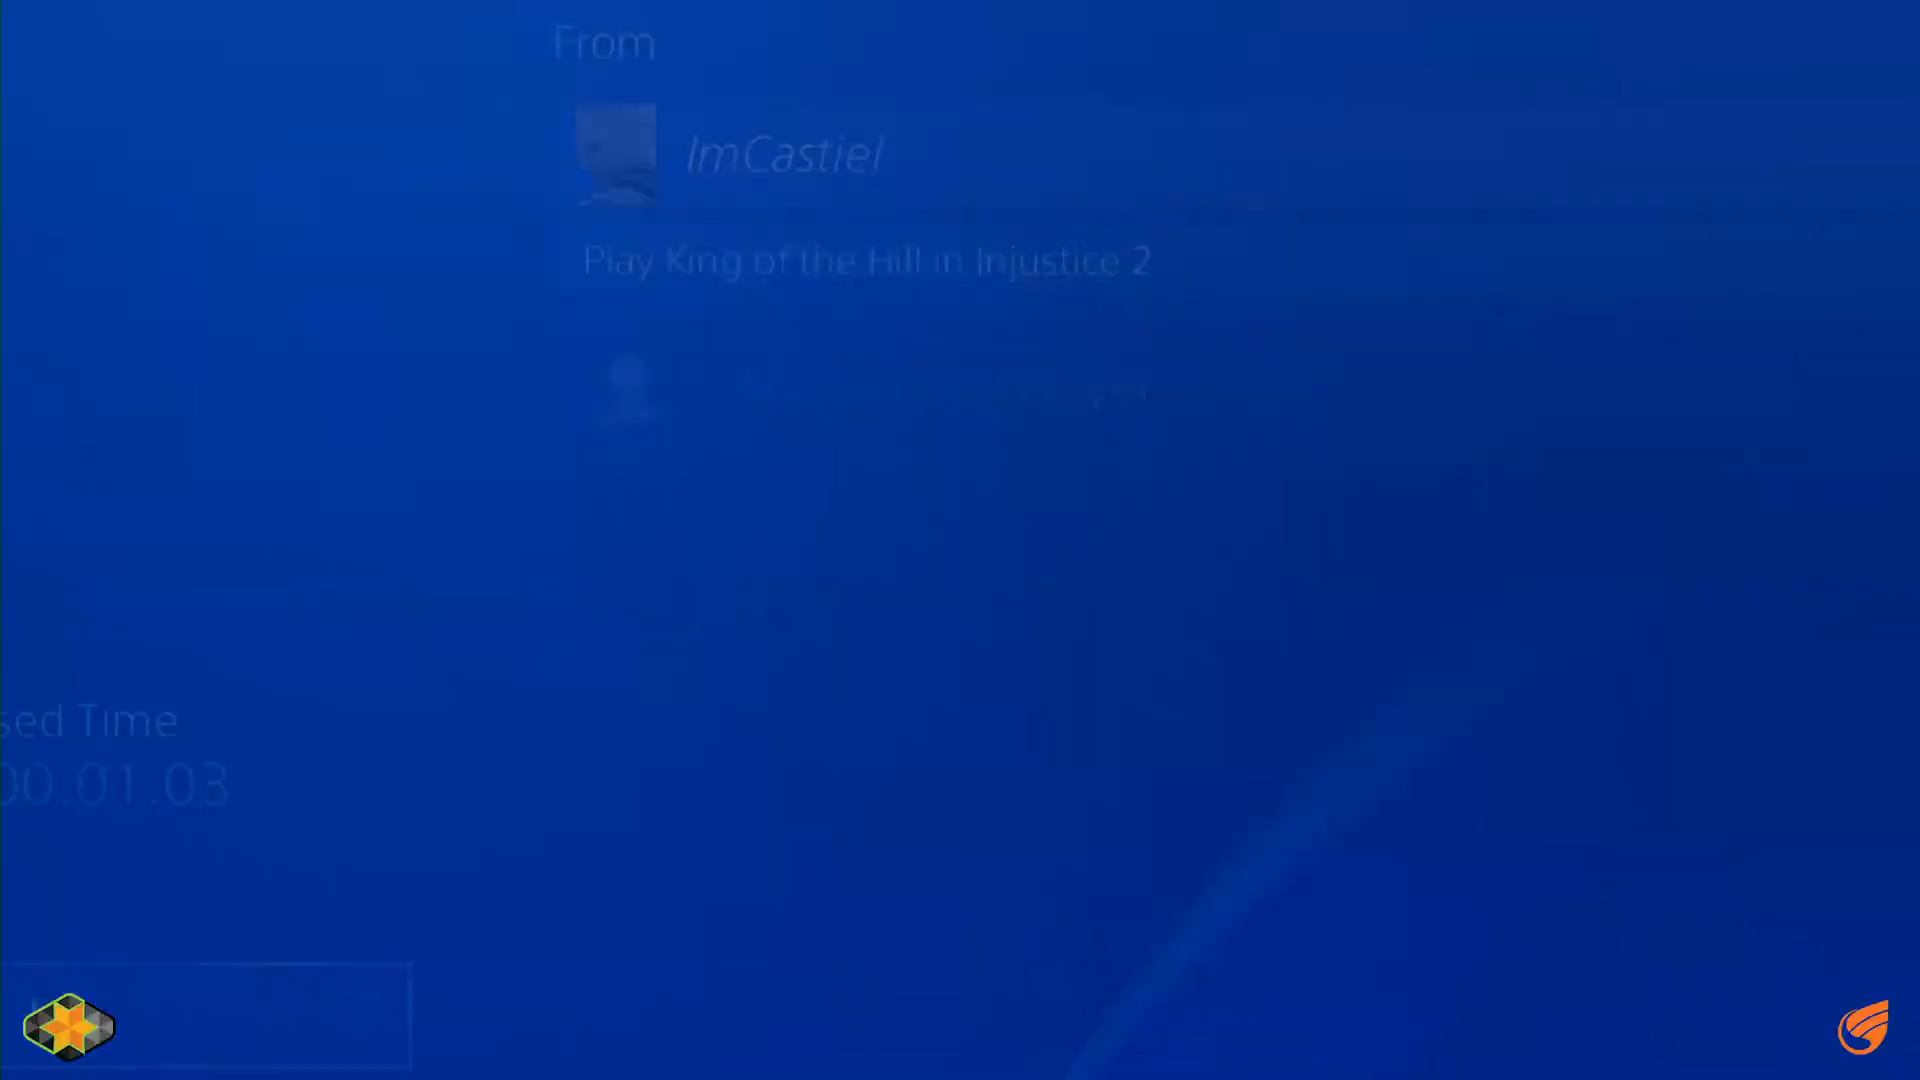 From
ImCastiel
Play King of the Hill in Injustice 2
sed Time
00:01.03